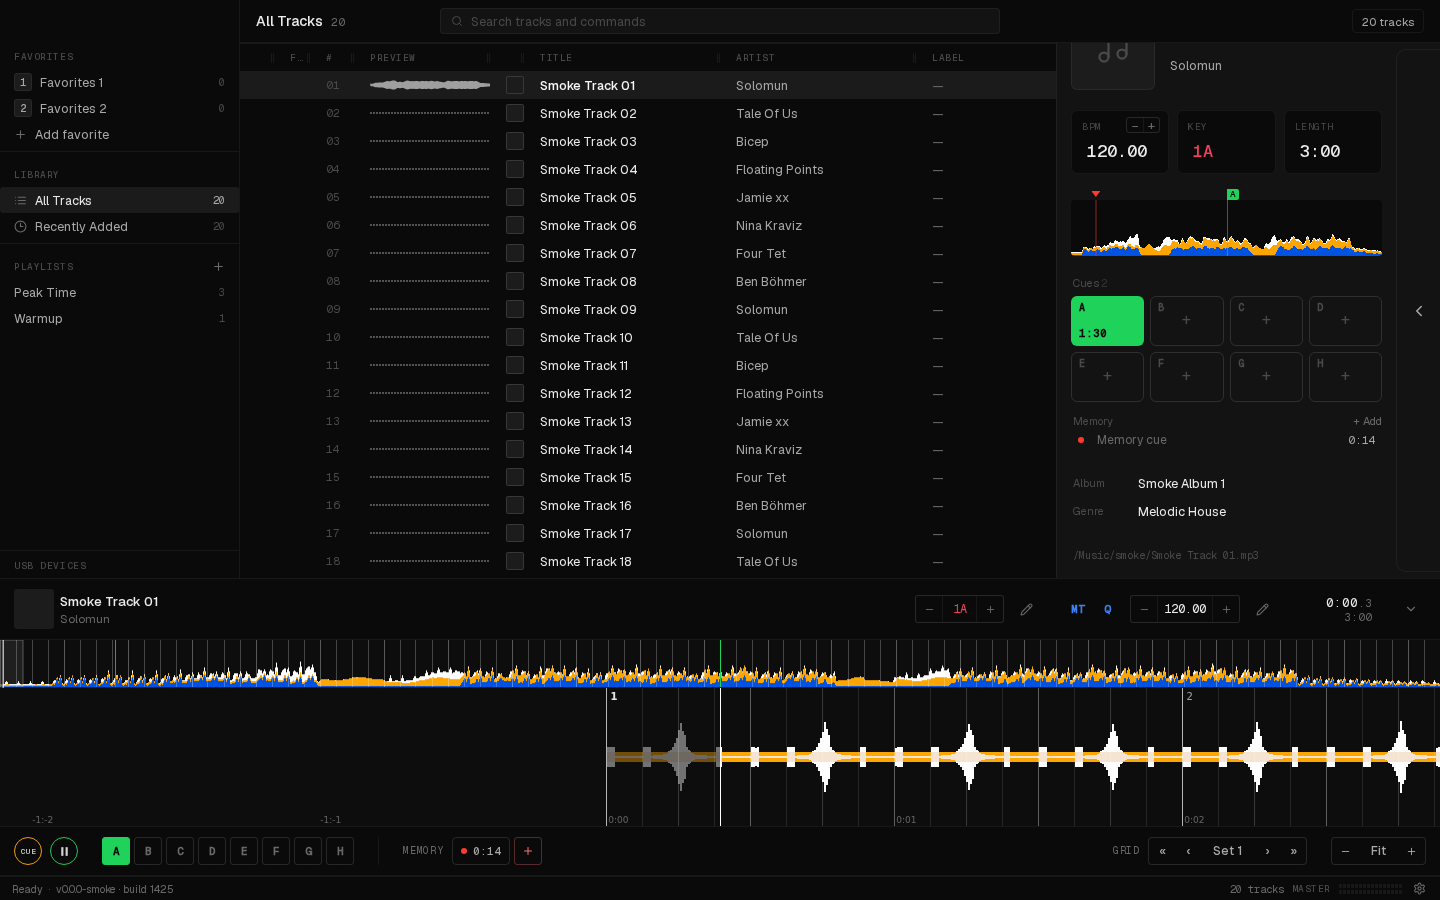 All Tracks 20
Search tracks and commands
20 tracks
FAVORITES
1 Favorites 1 0
2 Favorites 2 0
+ Add favorite
LIBRARY
All Tracks 20
Recently Added 20
PLAYLISTS +
Peak Time 3
Warmup 1
USB DEVICES
F… # PREVIEW TITLE ARTIST LABEL
01 Smoke Track 01 Solomun —
02 Smoke Track 02 Tale Of Us —
03 Smoke Track 03 Bicep —
04 Smoke Track 04 Floating Points —
05 Smoke Track 05 Jamie xx —
06 Smoke Track 06 Nina Kraviz —
07 Smoke Track 07 Four Tet —
08 Smoke Track 08 Ben Böhmer —
09 Smoke Track 09 Solomun —
10 Smoke Track 10 Tale Of Us —
11 Smoke Track 11 Bicep —
12 Smoke Track 12 Floating Points —
13 Smoke Track 13 Jamie xx —
14 Smoke Track 14 Nina Kraviz —
15 Smoke Track 15 Four Tet —
16 Smoke Track 16 Ben Böhmer —
17 Smoke Track 17 Solomun —
18 Smoke Track 18 Tale Of Us —
Solomun
BPM − + KEY LENGTH
120.00 1A 3:00
A
Cues 2
A B + C + D +
1:30
E + F + G + H +
Memory + Add
Memory cue 0:14
Album Smoke Album 1
Genre Melodic House
/Music/smoke/Smoke Track 01.mp3
Smoke Track 01
Solomun
− 1A + MT Q − 120.00 + 0:00.3
3:00
1 2
-1:-2 -1:-1 0:00 0:01 0:02
CUE A B C D E F G H MEMORY 0:14 + GRID « ‹ Set 1 › » − Fit +
Ready · v0.0.0-smoke · build 1425 20 tracks MASTER